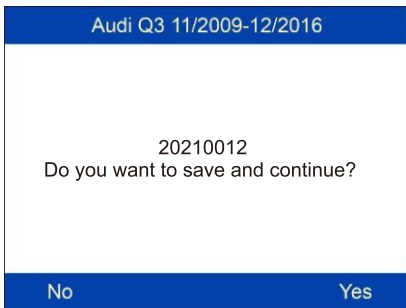 Audi Q3 11/2009-12/2016
20210012
Do you want to save and continue?
No Yes